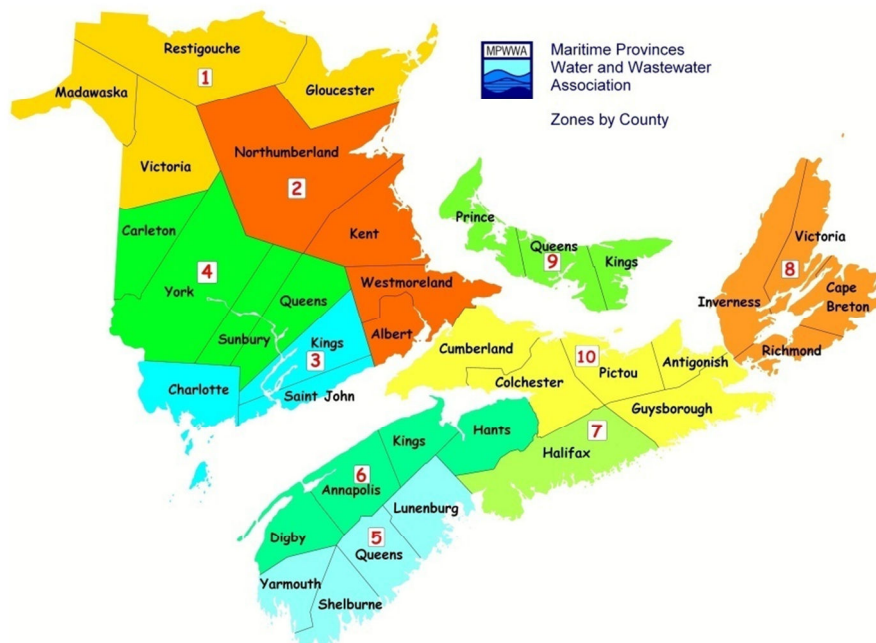 MPWWA
Maritime Provinces
Water and Wastewater
Association
Zones by County
Restigouche
1
Madawaska
Gloucester
Victoria
Northumberland
2
Kent
Carleton
4
York
Queens
Sunbury
Westmoreland
Albert
Kings
3
Charlotte
Saint John
Prince
Queens
9
Kings
Victoria
8
Inverness
Cape
Breton
Richmond
Cumberland
10
Pictou
Antigonish
Colchester
Guysborough
7
Halifax
Hants
Kings
6
Annapolis
Digby
Lunenburg
5
Queens
Yarmouth
Shelburne